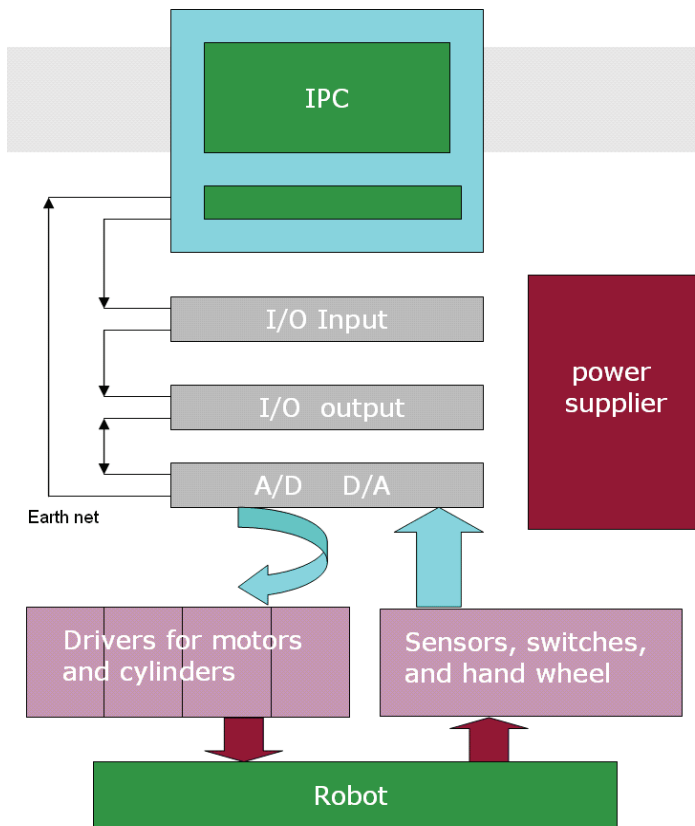 IPC
I/O Input
I/O output
A/D D/A
Earth net
power
supplier
Drivers for motors
and cylinders
Sensors, switches,
and hand wheel
Robot